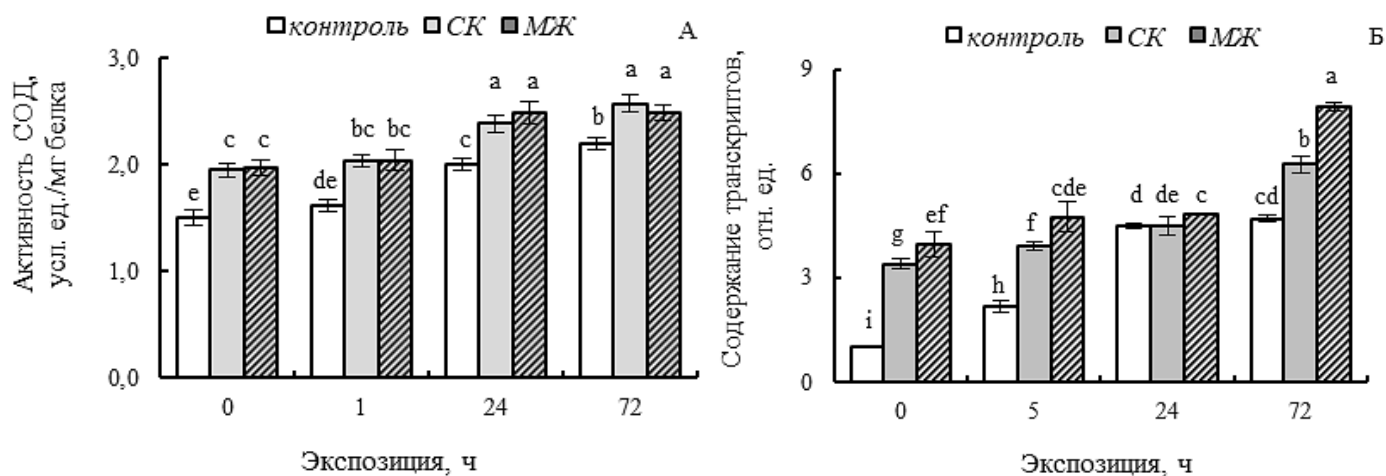 контроль СК МЖ
А
Активность СОД,
усл. ед./мг белка
3,0
2,0
1,0
0,0
e c c
de bc bc
c a a
b a a
0 1 24 72
Экспозиция, ч
контроль СК МЖ
Б
Содержание транскриптов,
отн. ед.
9
6
3
0
i g ef
h f cde
d de c
cd b a
0 5 24 72
Экспозиция, ч